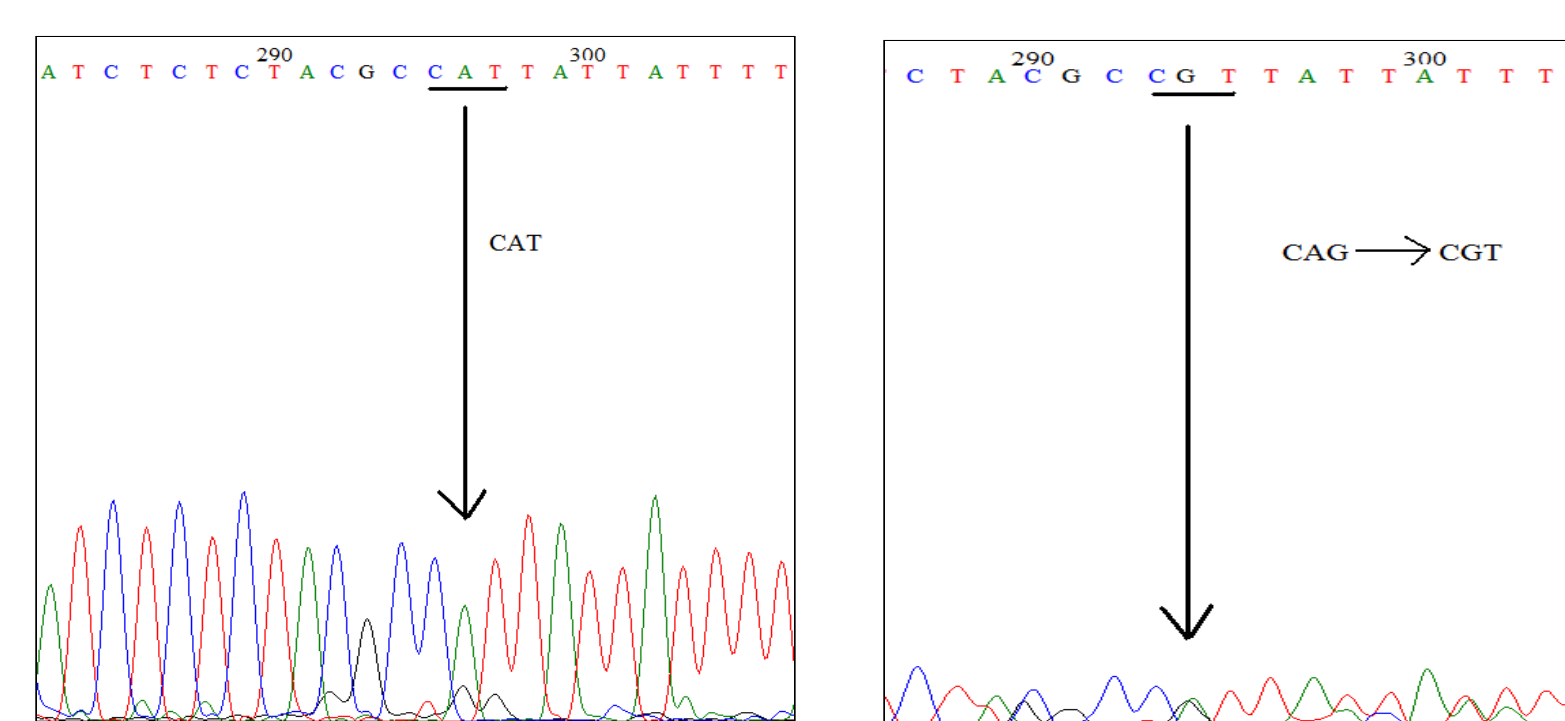 290 300
A T C T C T C T A C G C C A T T A T T A T T T T
CAT
290 300
C T A C G C C G T T A T T A T T T
CAG → CGT